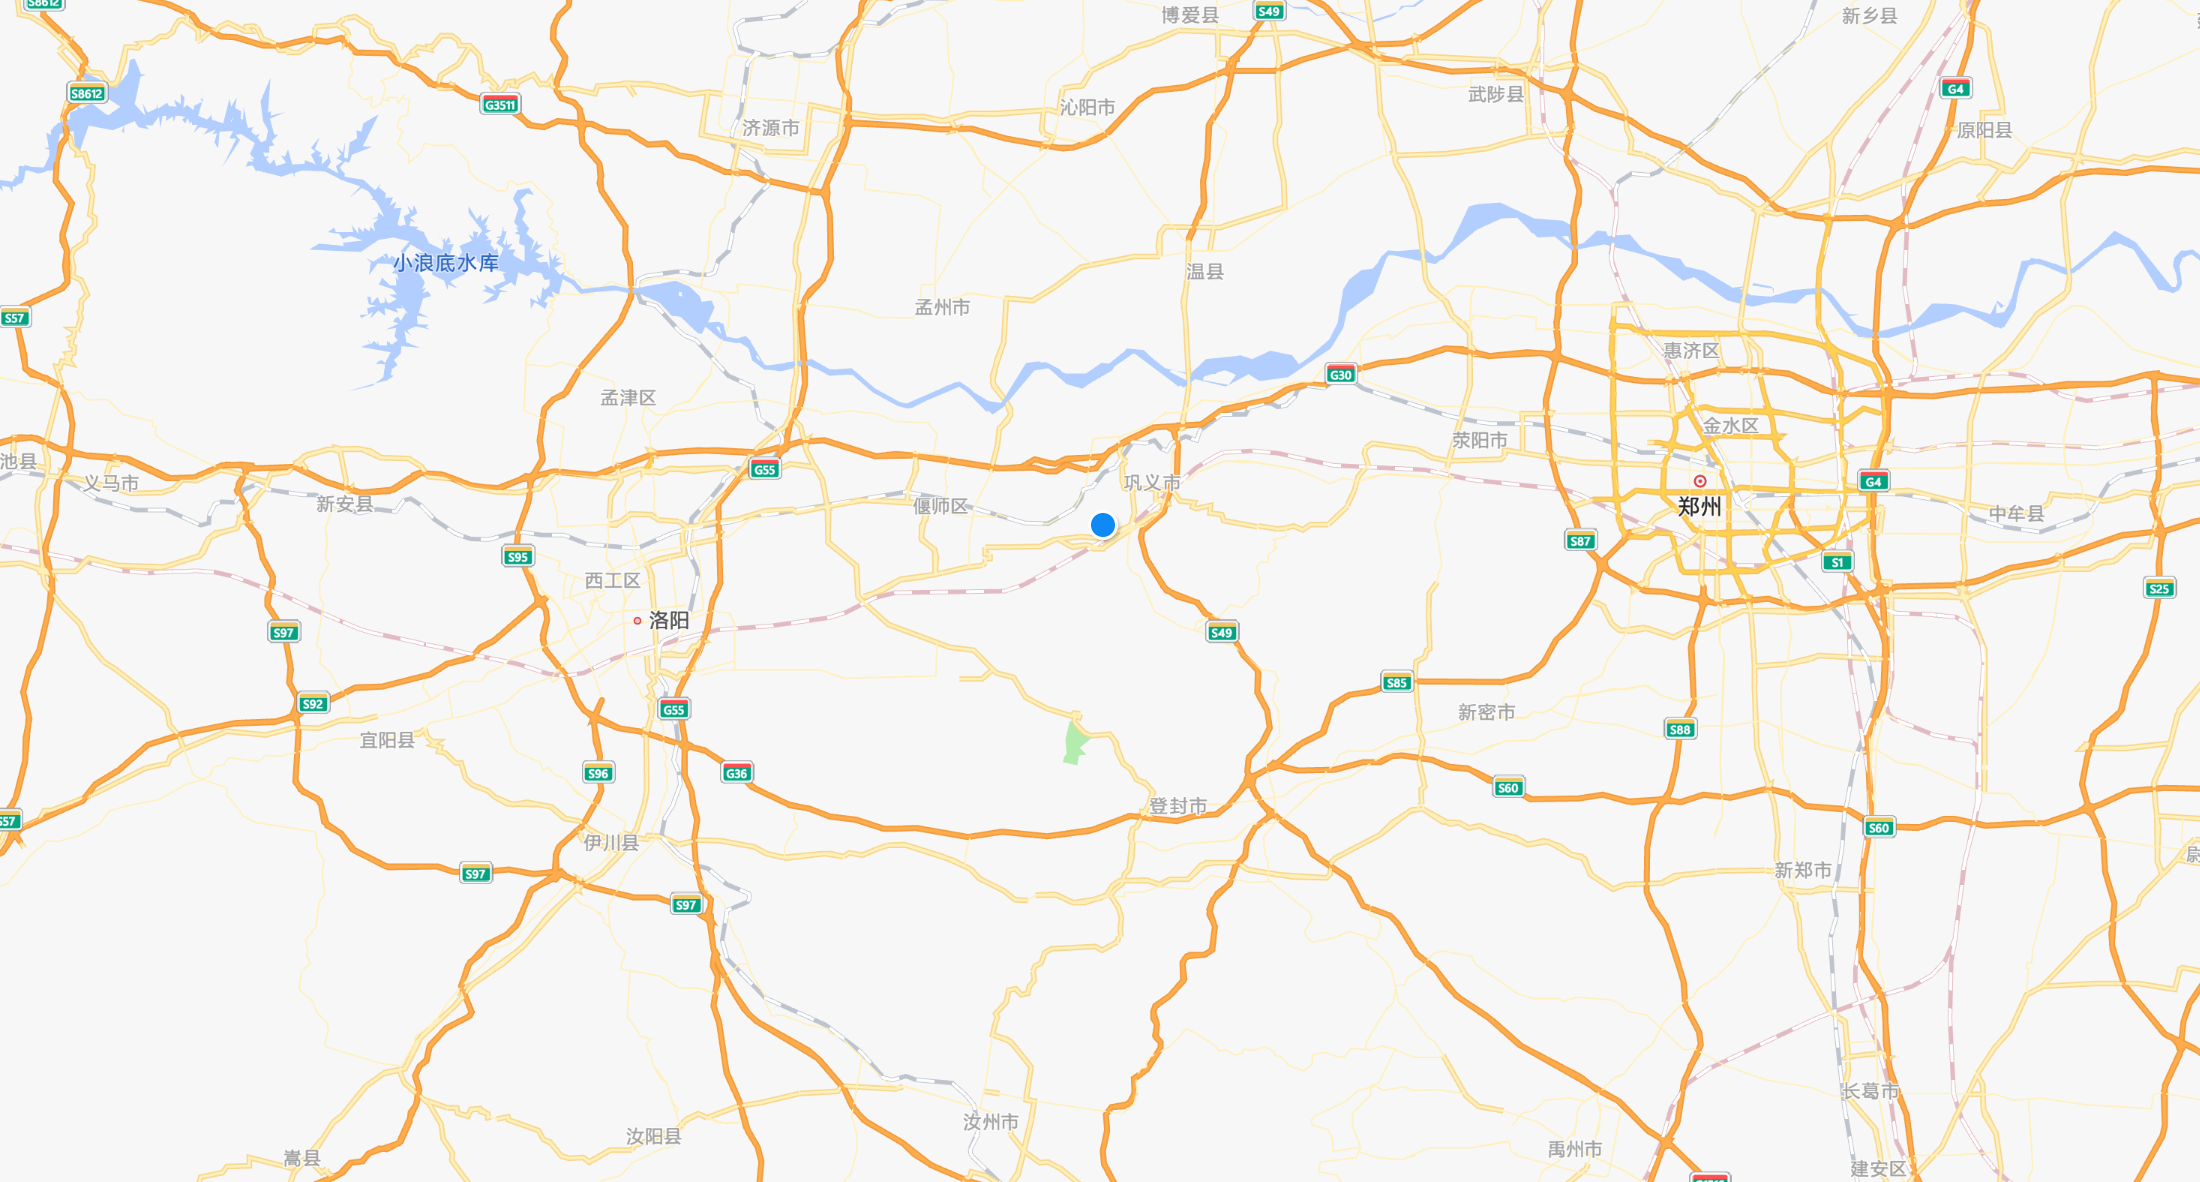 S8612
博爱县
S49
新乡县
S8612
G3511
沁阳市
武陟县
G4
济源市
原阳县
小浪底水库
温县
孟州市
S57
惠济区
G30
孟津区
金水区
荥阳市
池县
义马市
G55
巩义市
G4
新安县
偃师区
郑州
中牟县
S87
S95
S1
西工区
S25
洛阳
S97
S49
S85
S92
G55
新密市
S88
宜阳县
S96
G36
S60
登封市
S57
S60
伊川县
新郑市
S97
S97
长葛市
汝州市
汝阳县
禹州市
嵩县
建安区